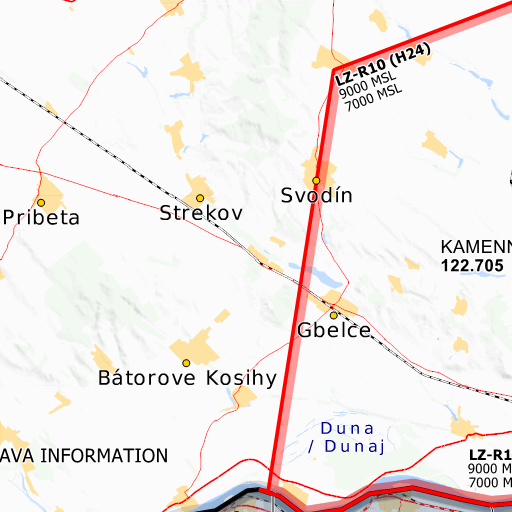 LZ-R10 (H24)
9000 MSL
7000 MSL
Svodín
Strekov
Pribeta
KAMENN
122.705
Gbelce
Bátorove Kosihy
Duna
/ Dunaj
AVA INFORMATION
LZ-R1
9000 M
7000 M